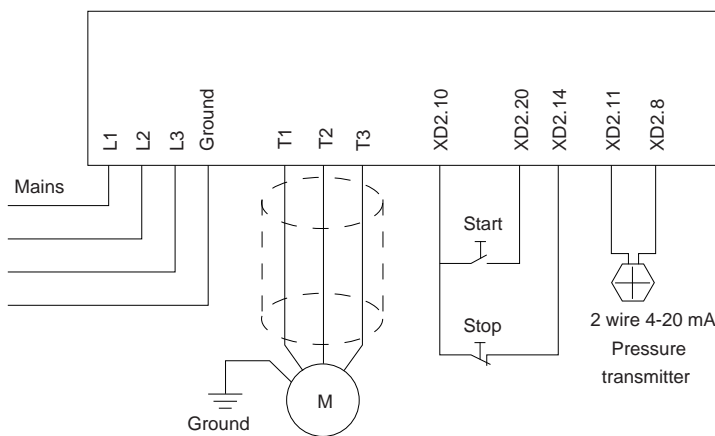 L1
L2
L3
Ground
T1
T2
T3
XD2.10
XD2.20
XD2.14
XD2.11
XD2.8
Mains
Start
Stop
2 wire 4-20 mA
Pressure
transmitter
M
Ground